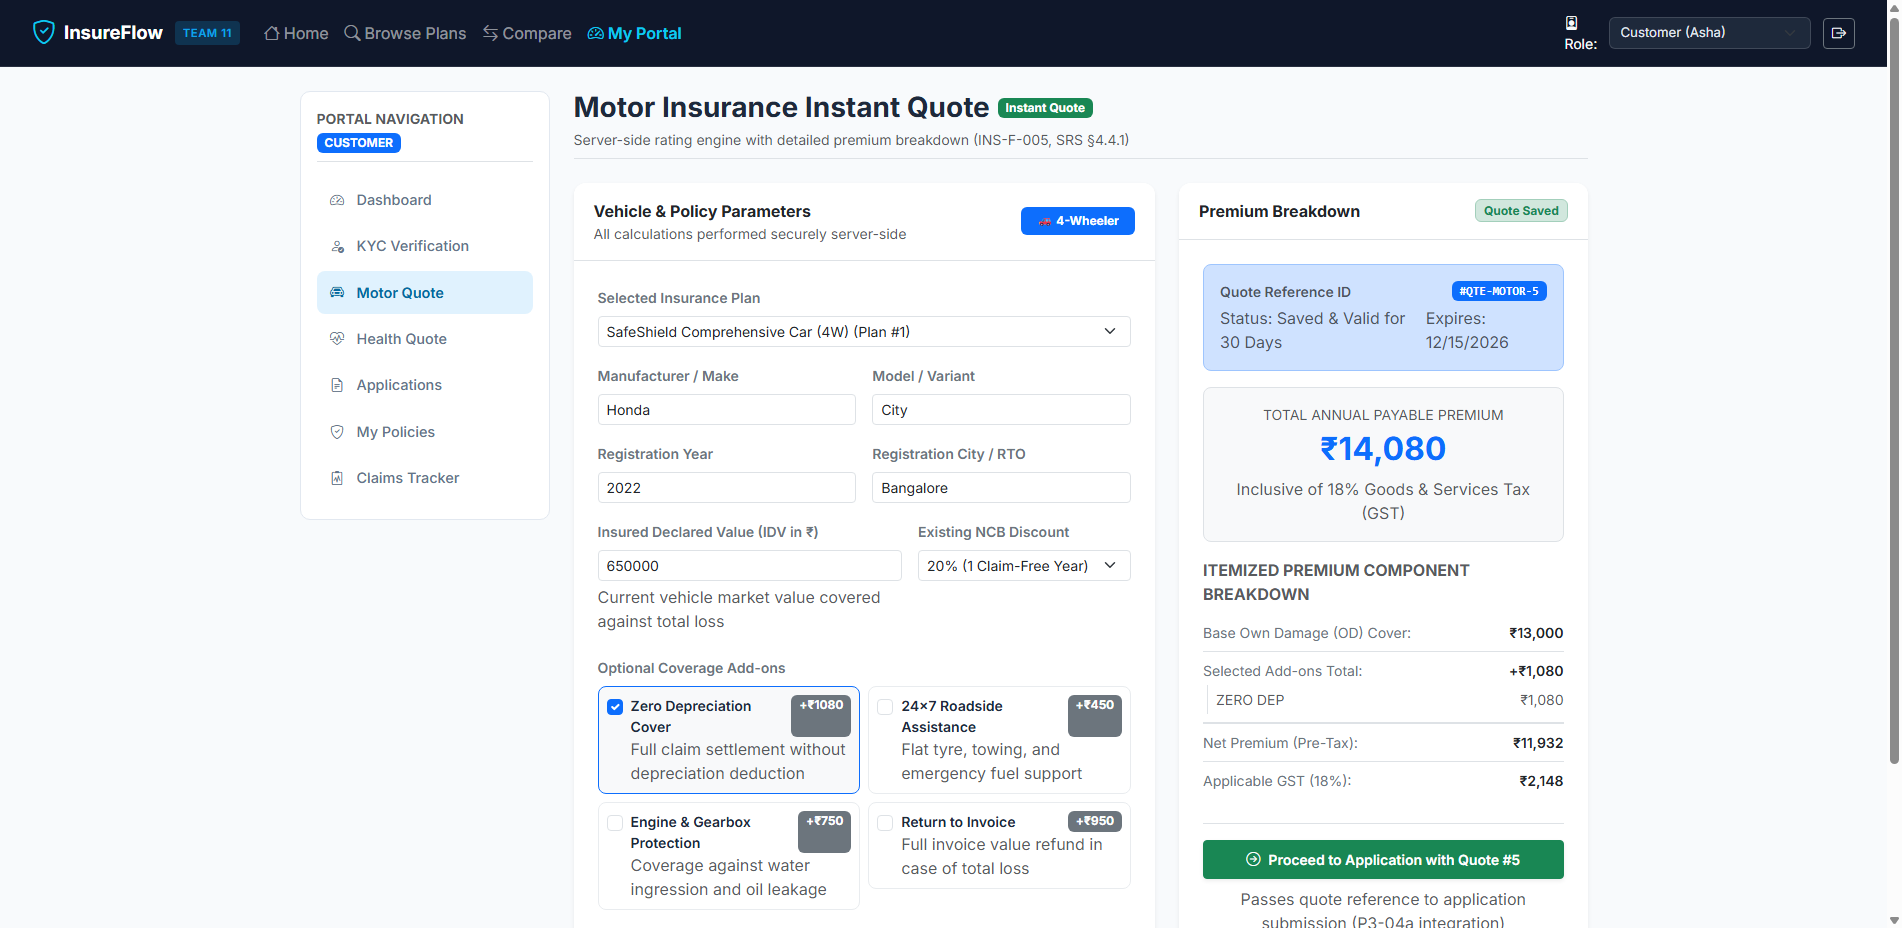 InsureFlow TEAM 11 Home Browse Plans Compare My Portal
Role:
Customer (Asha)
PORTAL NAVIGATION
CUSTOMER
Dashboard
KYC Verification
Motor Quote
Health Quote
Applications
My Policies
Claims Tracker
Motor Insurance Instant Quote Instant Quote
Server-side rating engine with detailed premium breakdown (INS-F-005, SRS §4.4.1)
Vehicle & Policy Parameters
All calculations performed securely server-side
4-Wheeler
Selected Insurance Plan
SafeShield Comprehensive Car (4W) (Plan #1)
Manufacturer / Make
Honda
Model / Variant
City
Registration Year
2022
Registration City / RTO
Bangalore
Insured Declared Value (IDV in ₹)
650000
Current vehicle market value covered
against total loss
Existing NCB Discount
20% (1 Claim-Free Year)
Optional Coverage Add-ons
Zero Depreciation
Cover
+₹1080
Full claim settlement without
depreciation deduction
24×7 Roadside
Assistance
+₹450
Flat tyre, towing, and
emergency fuel support
Engine & Gearbox
Protection
+₹750
Coverage against water
ingression and oil leakage
Return to Invoice
+₹950
Full invoice value refund in
case of total loss
Premium Breakdown
Quote Saved
Quote Reference ID
#QTE-MOTOR-5
Status: Saved & Valid for
30 Days
Expires:
12/15/2026
TOTAL ANNUAL PAYABLE PREMIUM
₹14,080
Inclusive of 18% Goods & Services Tax
(GST)
ITEMIZED PREMIUM COMPONENT
BREAKDOWN
Base Own Damage (OD) Cover: ₹13,000
Selected Add-ons Total: +₹1,080
ZERO DEP ₹1,080
Net Premium (Pre-Tax): ₹11,932
Applicable GST (18%): ₹2,148
Proceed to Application with Quote #5
Passes quote reference to application
submission (P3-04a integration)